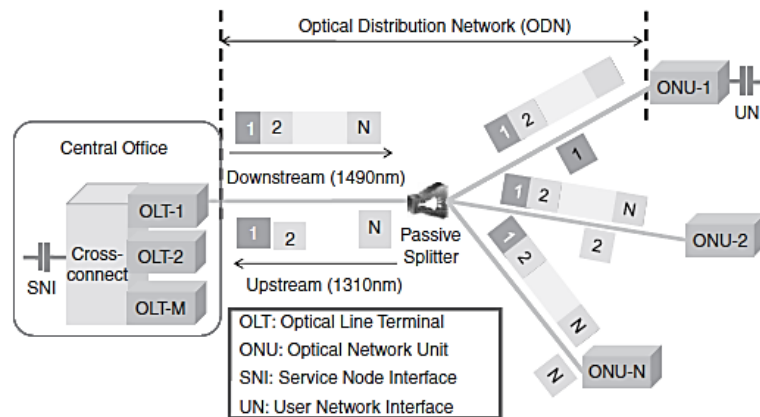 Optical Distribution Network (ODN)
ONU-1
UN
1 2
1
1 2 N
Central Office
Downstream (1490nm)
OLT-1
Cross-
connect
OLT-2
OLT-M
SNI
Passive
Splitter
1 2 N
Upstream (1310nm)
1 2 N
2
ONU-2
1 2 N
N
ONU-N
OLT: Optical Line Terminal
ONU: Optical Network Unit
SNI: Service Node Interface
UN: User Network Interface